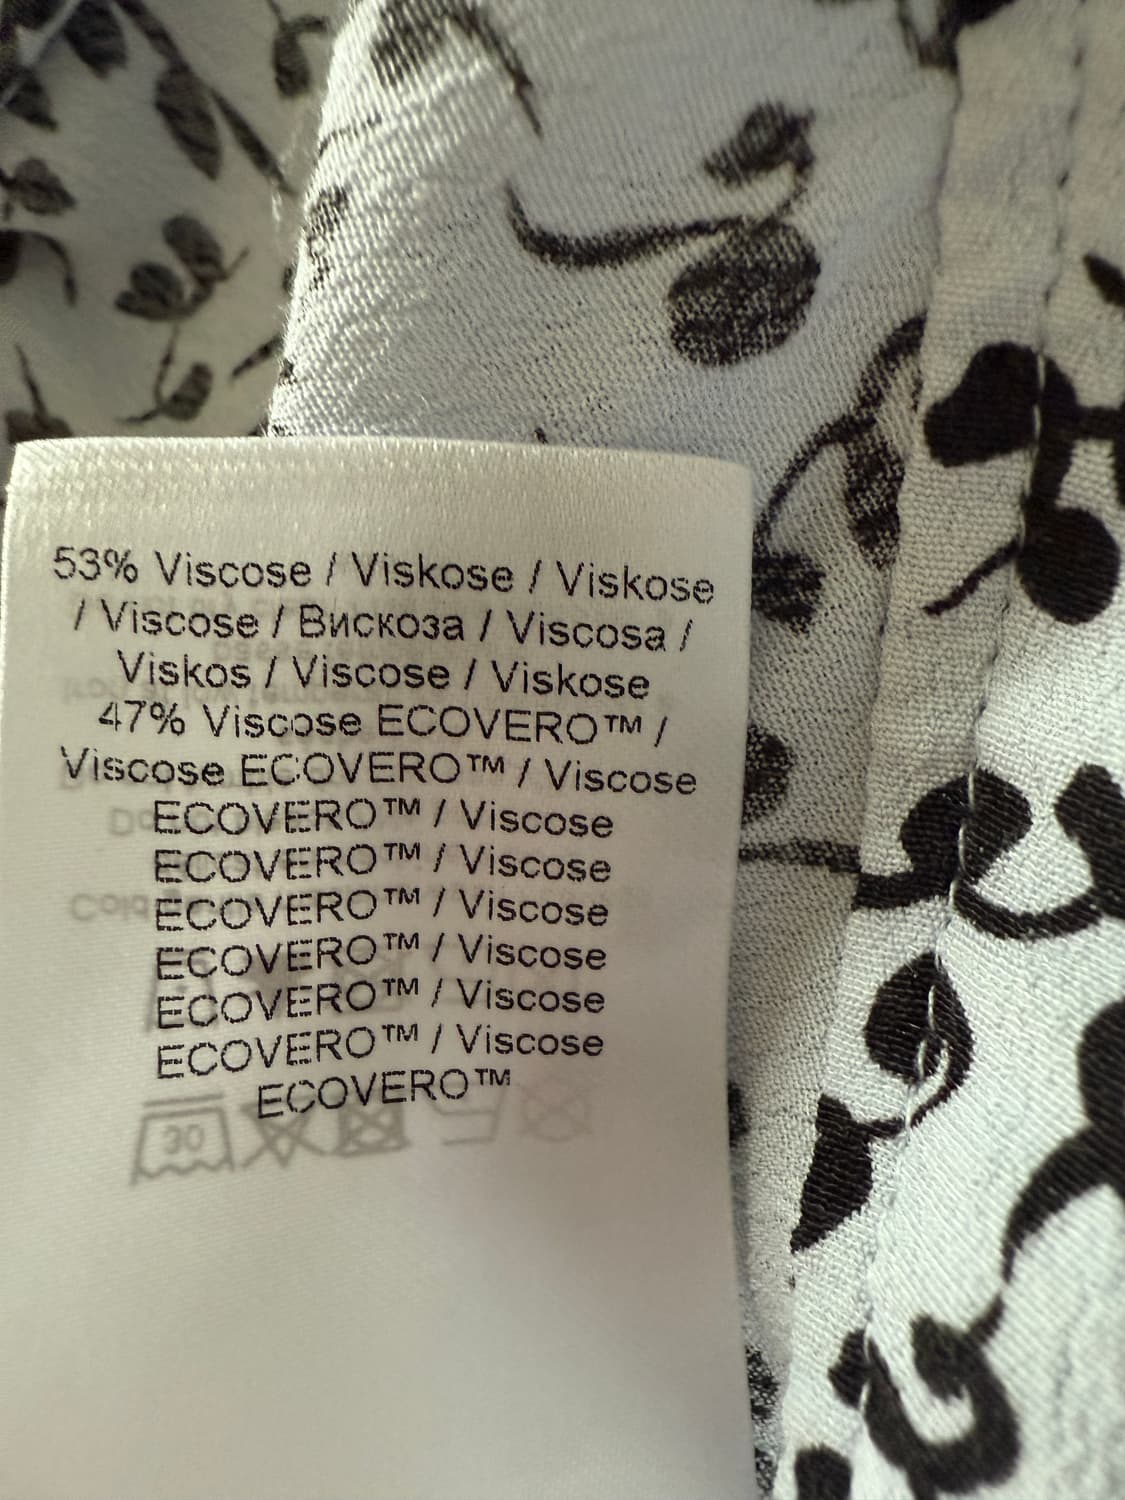 53% Viscose / Viskose / Viskose
/ Viscose / Вискоза / Viscosa /
Viskos / Viscose / Viskose
47% Viscose ECOVERO™ /
Viscose ECOVERO™ / Viscose
ECOVERO™ / Viscose
ECOVERO™ / Viscose
ECOVERO™ / Viscose
ECOVERO™ / Viscose
ECOVERO™ / Viscose
ECOVERO™ / Viscose
ECOVERO™